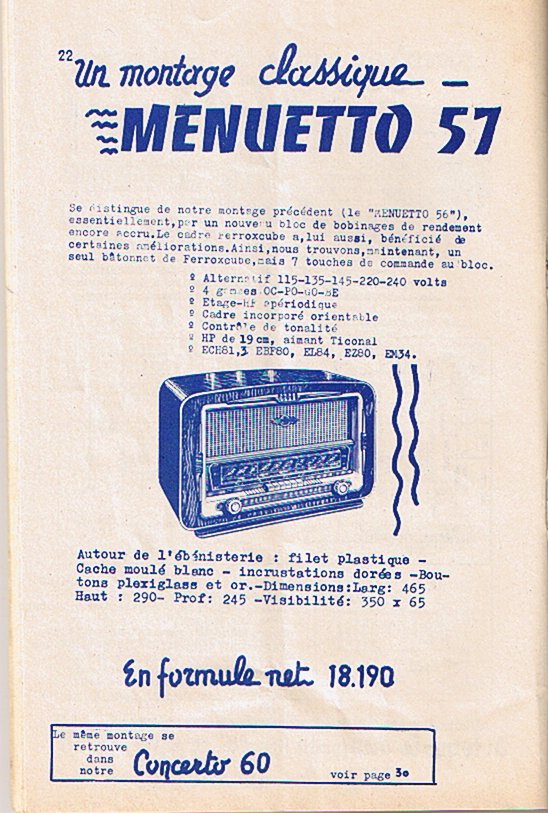 22
Un montage classique –
MENUETTO 57
Se distingue de notre montage précédent (le "MENUETTO 56"),
essentiellement,par un nouveau bloc de bobinages de rendement
encore accru.Le cadre Ferroxcube a,lui aussi, bénéficié de
certaines améliorations.Ainsi,nous trouvons,maintenant, un
seul bâtonnet de Ferroxcube,mais 7 touches de commande au bloc.
º Alternatif 115-135-145-220-240 volts
º 4 gammes.OC-PO-GO-BE
º Etage-HF apériodique
º Cadre incorporé orientable
º Contrôle de tonalité
º HP de 19 cm, aimant Ticonal
º ECH81,3 EBF80, EL84, EZ80, EM34.
Autour de l'ébénisterie : filet plastique -
Cache moulé blanc - incrustations dorées -Bou-
tons plexiglass et or.-Dimensions:Larg: 465
Haut : 290- Prof: 245 -Visibilité: 350 x 65
En formule net 18.190
Le même montage se
retrouve
dans
notre
Concerto 60
voir page 30